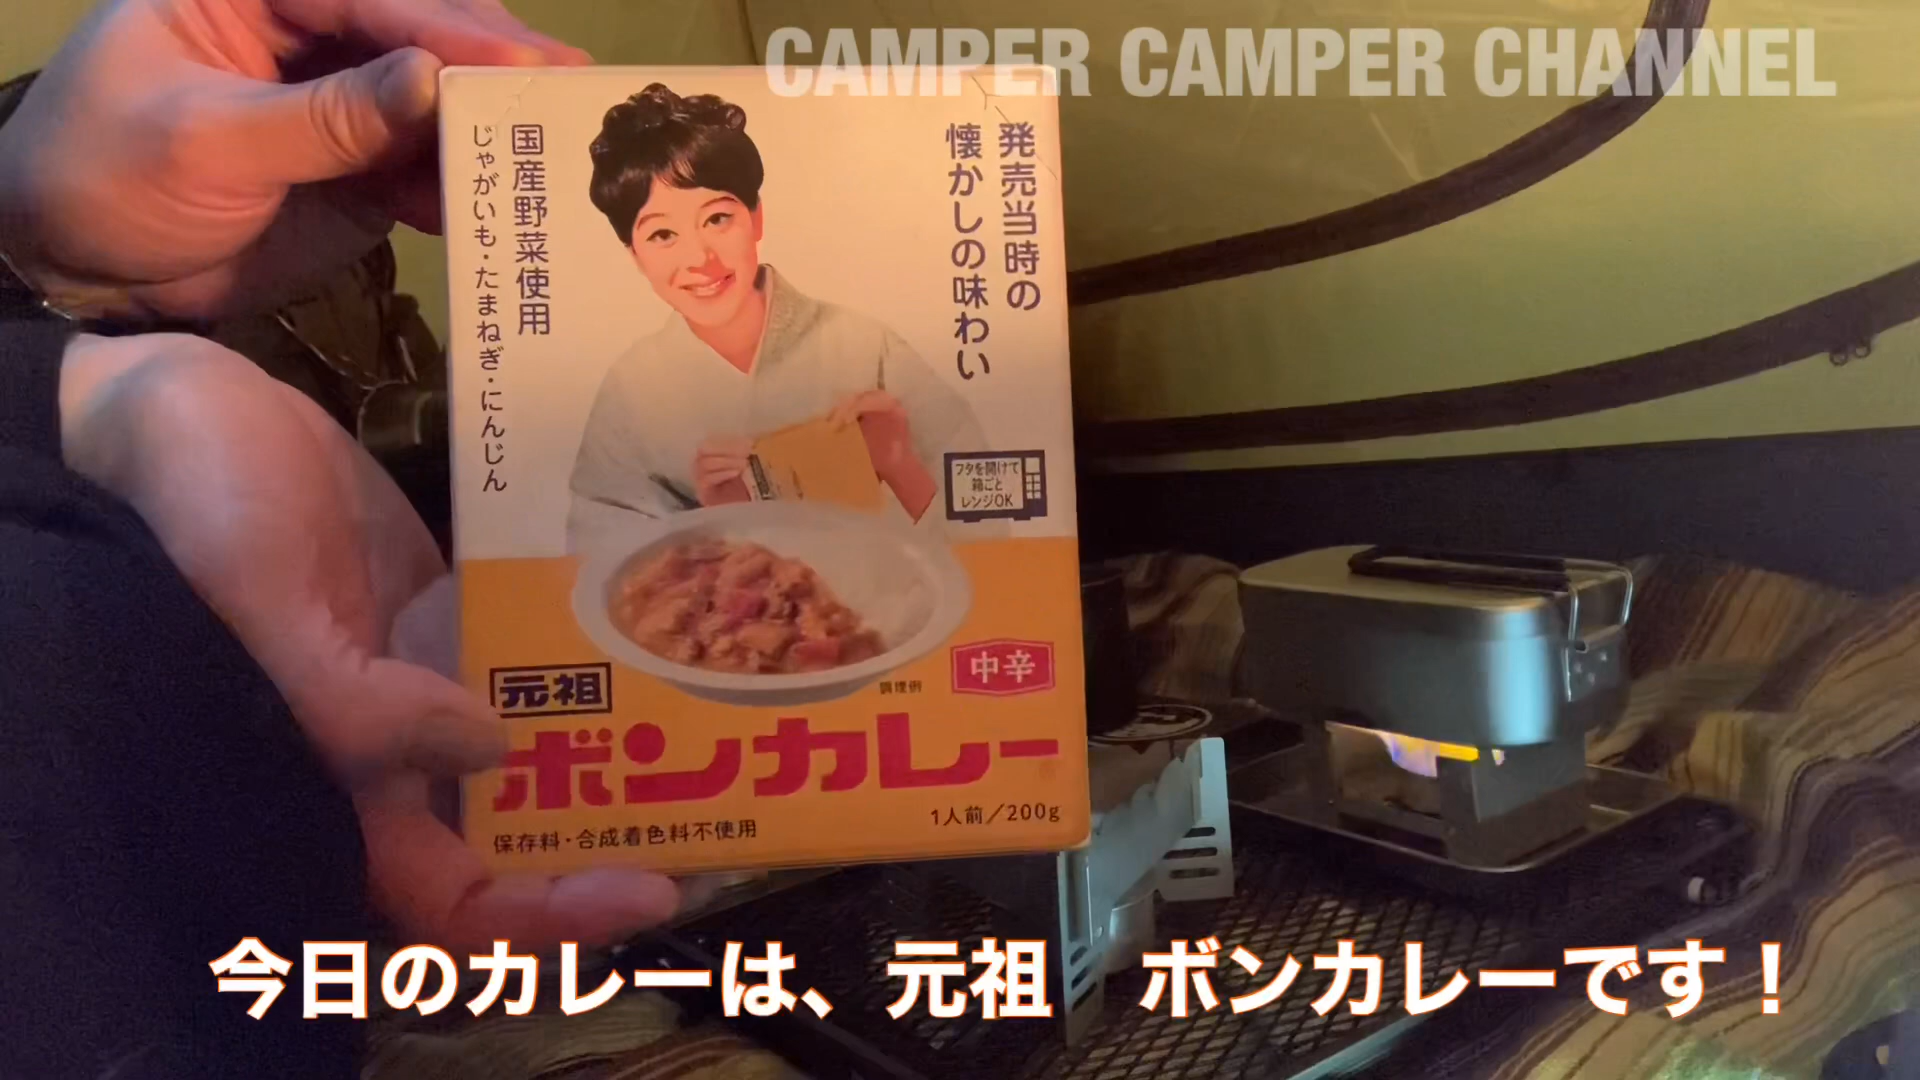 CAMPER CAMPER CHANNEL
発売当時の
懐かしの味わい
国産野菜使用
じゃがいも・たまねぎ・にんじん
フタを開けて
箱ごと
レンジOK
調理例
中辛
元祖
ボンカレー
1人前／200g
保存料・合成着色料不使用
今日のカレーは、元祖　ボンカレーです！